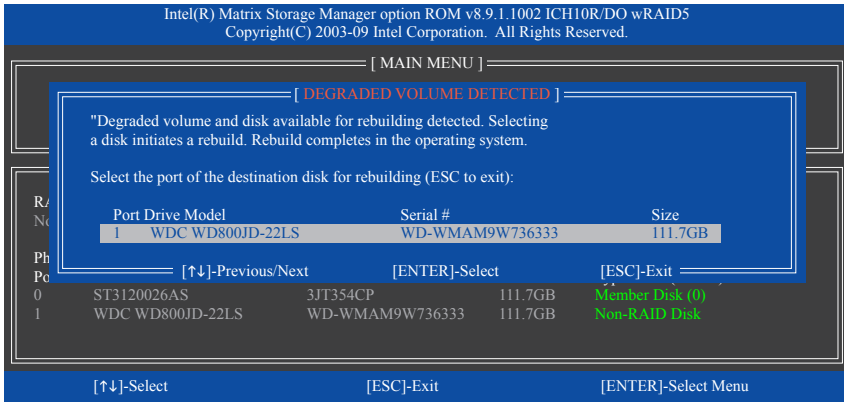 Intel(R) Matrix Storage Manager option ROM v8.9.1.1002 ICH10R/DO wRAID5
Copyright(C) 2003-09 Intel Corporation. All Rights Reserved.
[ MAIN MENU ]
[ DEGRADED VOLUME DETECTED ]
"Degraded volume and disk available for rebuilding detected. Selecting
a disk initiates a rebuild. Rebuild completes in the operating system.
Select the port of the destination disk for rebuilding (ESC to exit):
Port Drive Model Serial # Size
1 WDC WD800JD-22LS WD-WMAM9W736333 111.7GB
[↑↓]-Previous/Next [ENTER]-Select [ESC]-Exit
0 ST3120026AS 3JT354CP 111.7GB Member Disk (0)
1 WDC WD800JD-22LS WD-WMAM9W736333 111.7GB Non-RAID Disk
[↑↓]-Select [ESC]-Exit [ENTER]-Select Menu